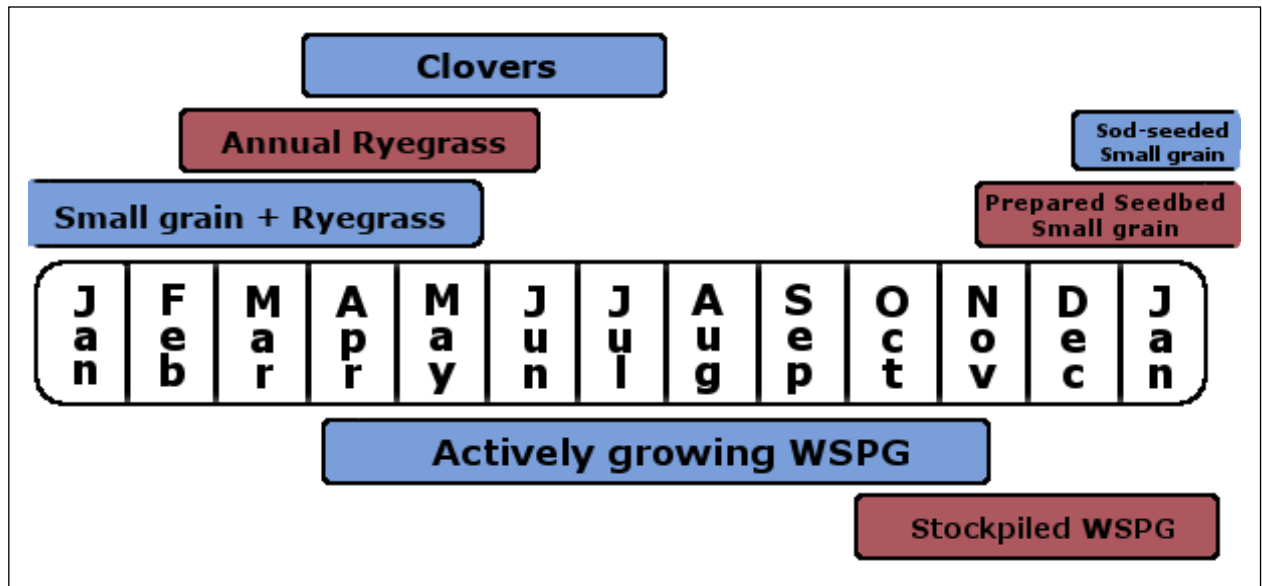 Clovers
Annual Ryegrass
Sod-seeded
Small grain
Small grain + Ryegrass
Prepared Seedbed
Small grain
Jan
Feb
Mar
Apr
May
Jun
Jul
Aug
Sep
Oct
Nov
Dec
Jan
Actively growing WSPG
Stockpiled WSPG